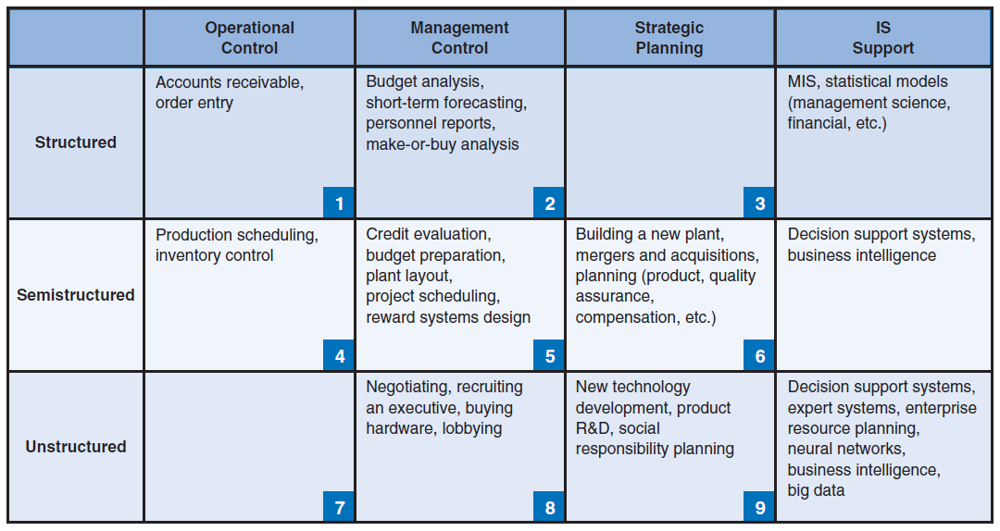 Operational
Control
Management
Control
Strategic
Planning
IS
Support
Structured
Accounts receivable,
order entry
1
Budget analysis,
short-term forecasting,
personnel reports,
make-or-buy analysis
2
3
MIS, statistical models
(management science,
financial, etc.)
Semistructured
Production scheduling,
inventory control
4
Credit evaluation,
budget preparation,
plant layout,
project scheduling,
reward systems design
5
Building a new plant,
mergers and acquisitions,
planning (product, quality
assurance,
compensation, etc.)
6
Decision support systems,
business intelligence
Unstructured
7
Negotiating, recruiting
an executive, buying
hardware, lobbying
8
New technology
development, product
R&D, social
responsibility planning
9
Decision support systems,
expert systems, enterprise
resource planning,
neural networks,
business intelligence,
big data